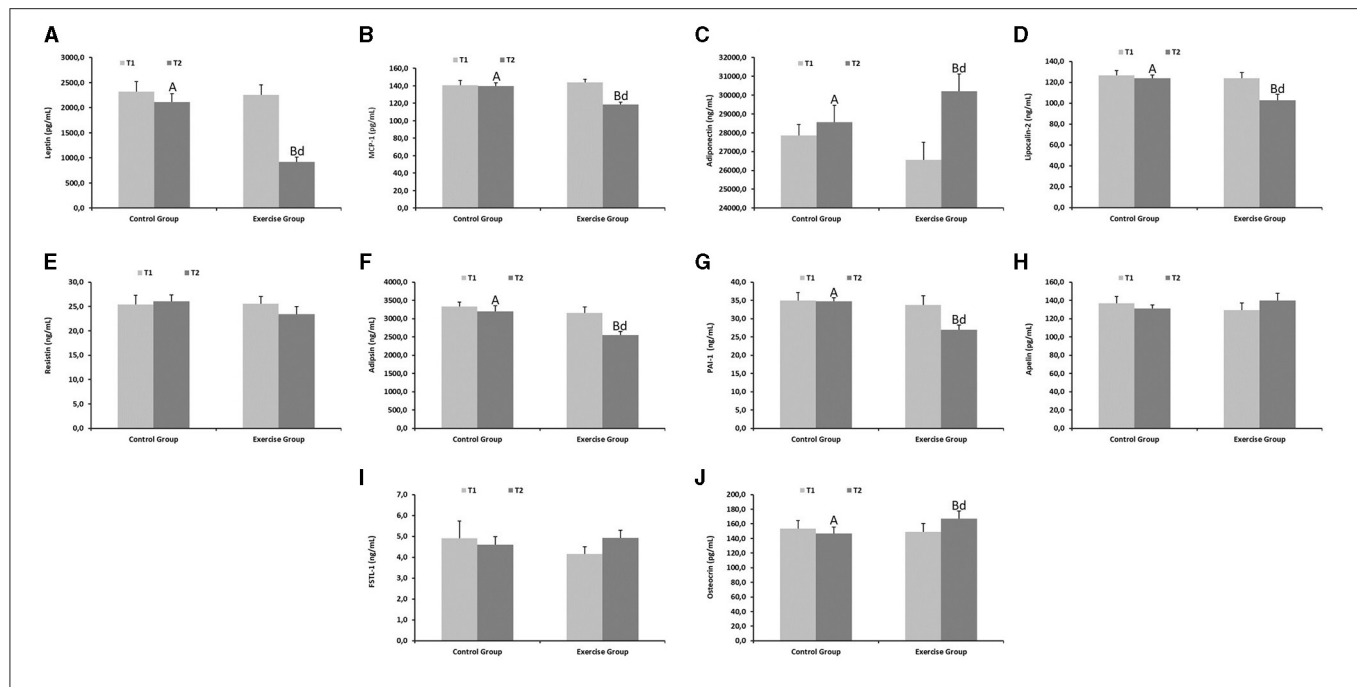 A
Leptin (pg/mL)
3000,0
2500,0
2000,0
1500,0
1000,0
500,0
0,0
T1 T2
A
Bd
Control Group Exercise Group
B
MCP-1 (pg/mL)
160,0
140,0
120,0
100,0
80,0
60,0
40,0
20,0
0,0
T1 T2
A
Bd
Control Group Exercise Group
C
Adiponectin (ng/mL)
32000,0
31000,0
30000,0
29000,0
28000,0
27000,0
26000,0
25000,0
24000,0
T1 T2
A
Bd
Control Group Exercise Group
D
Lipocalin-2 (ng/mL)
140,0
120,0
100,0
80,0
60,0
40,0
20,0
0,0
T1 T2
A
Bd
Control Group Exercise Group
E
Resistin (ng/mL)
30,0
25,0
20,0
15,0
10,0
5,0
0,0
T1 T2
Control Group Exercise Group
F
Adipsin (ng/mL)
4000,0
3500,0
3000,0
2500,0
2000,0
1500,0
1000,0
500,0
0,0
T1 T2
A
Bd
Control Group Exercise Group
G
PAI-1 (ng/mL)
40,0
35,0
30,0
25,0
20,0
15,0
10,0
5,0
0,0
T1 T2
A
Bd
Control Group Exercise Group
H
Apelin (pg/mL)
160,0
140,0
120,0
100,0
80,0
60,0
40,0
20,0
0,0
T1 T2
Control Group Exercise Group
I
FSTL-1 (ng/mL)
7,0
6,0
5,0
4,0
3,0
2,0
1,0
0,0
T1 T2
Control Group Exercise Group
J
Osteocrin (pg/mL)
200,0
180,0
160,0
140,0
120,0
100,0
80,0
60,0
40,0
20,0
0,0
T1 T2
A
Bd
Control Group Exercise Group